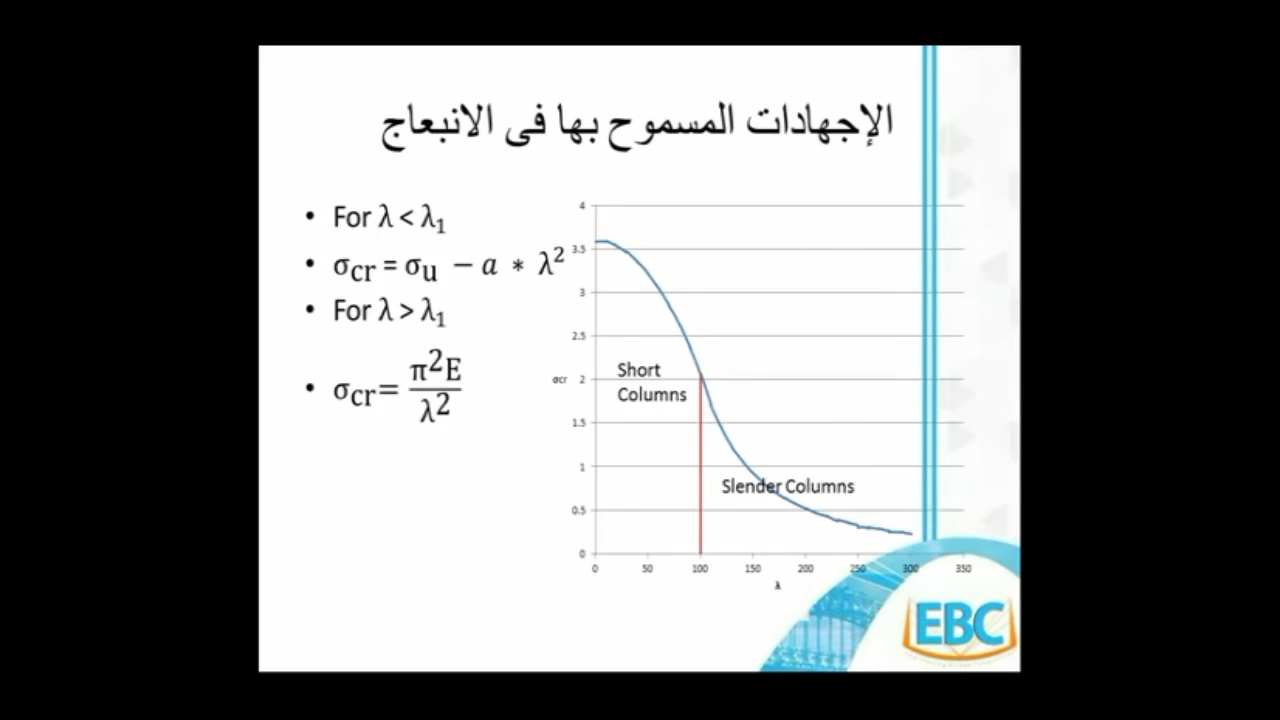 الإجهادات المسموح بها فى الانبعاج
• For λ < λ₁
• σcr = σu − a * λ²
• For λ > λ₁
• σcr = π²E / λ²
4
3.5
3
2.5
2
1.5
1
0.5
0
σcr
Short
Columns
Slender Columns
0 50 100 150 200 250 300 350
λ
EBC